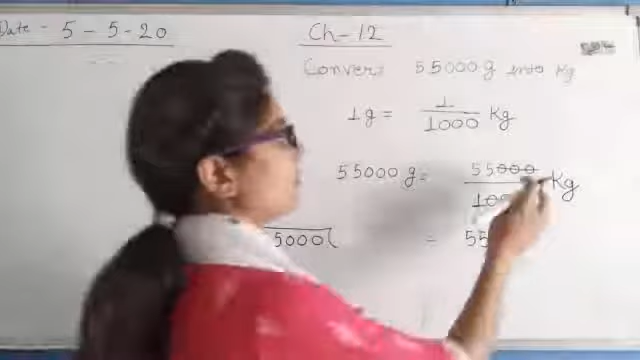 Date - 5 - 5 - 20
Ch-12
Convert 55000 g into Kg
1 g = 1/1000 Kg
55000 g = 55000/100 Kg
5000
= 55